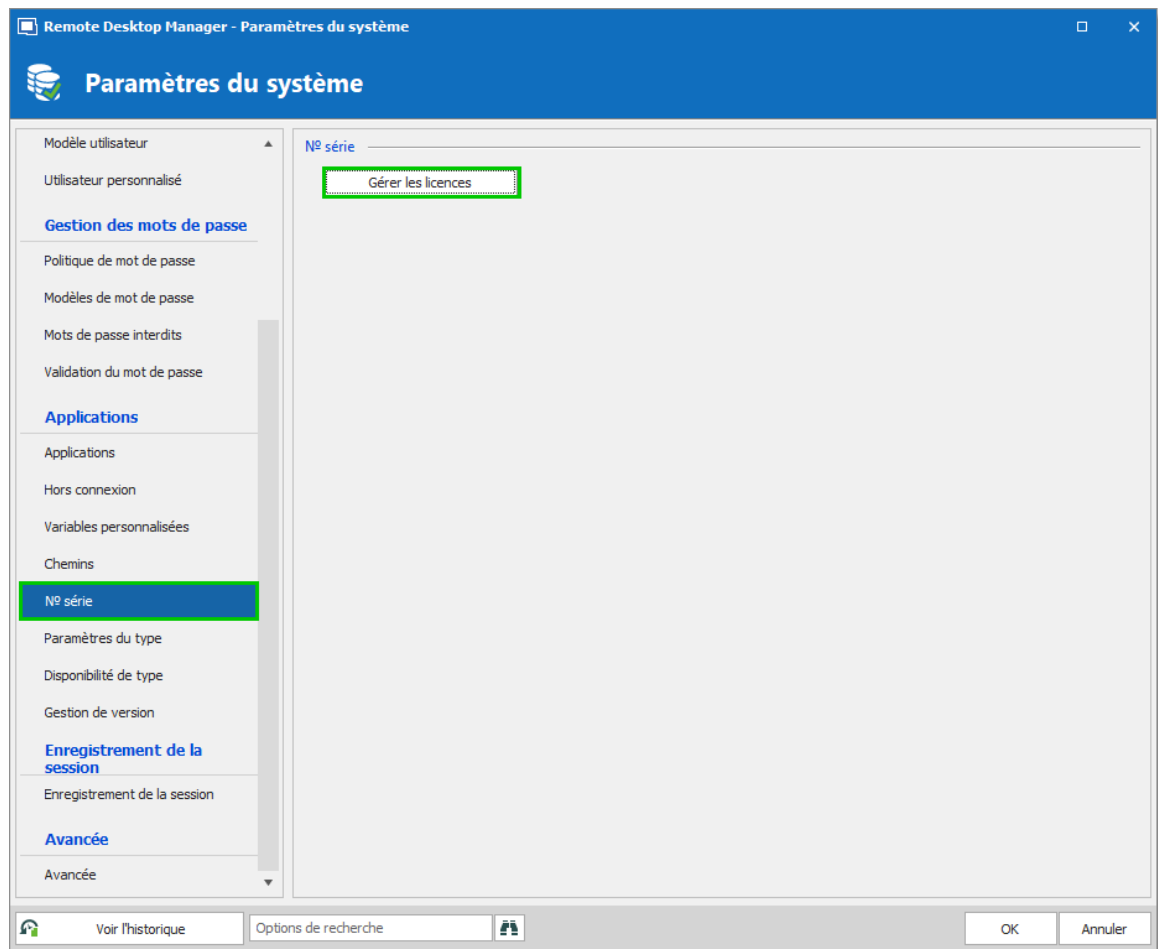 Remote Desktop Manager - Paramètres du système
Paramètres du système
Modèle utilisateur
Utilisateur personnalisé
Gestion des mots de passe
Politique de mot de passe
Modèles de mot de passe
Mots de passe interdits
Validation du mot de passe
Applications
Applications
Hors connexion
Variables personnalisées
Chemins
Nº série
Paramètres du type
Disponibilité de type
Gestion de version
Enregistrement de la
session
Enregistrement de la session
Avancée
Avancée
Nº série
Gérer les licences
Voir l'historique
Options de recherche
OK
Annuler